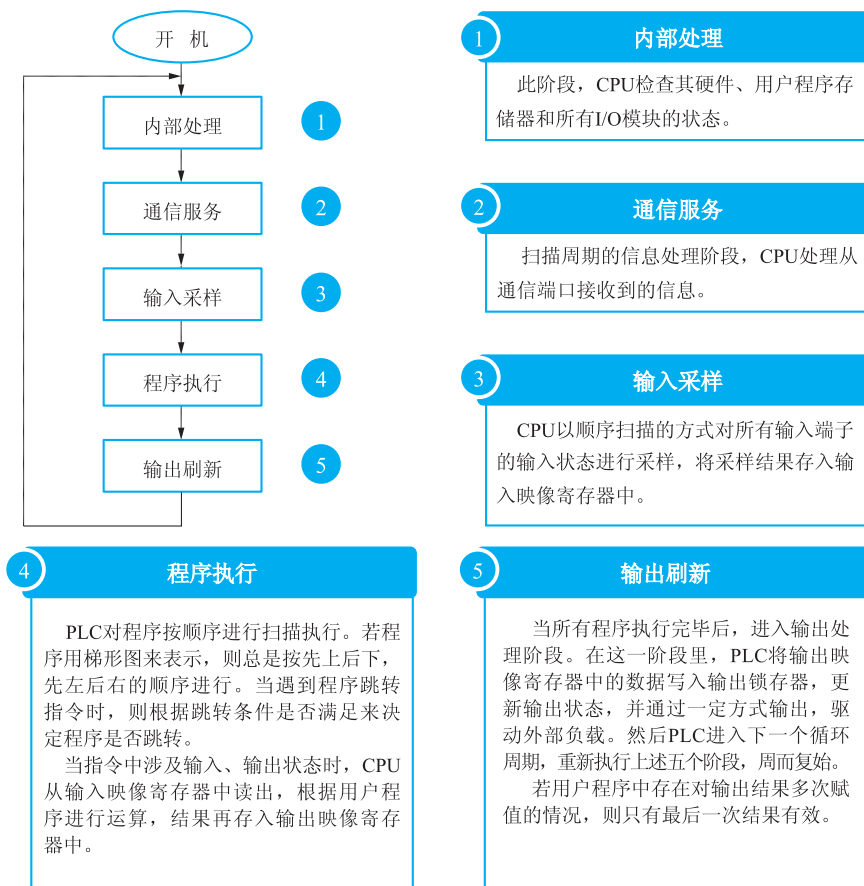 开 机
内部处理
1
通信服务
2
输入采样
3
程序执行
4
输出刷新
5
1
内部处理
此阶段，CPU检查其硬件、用户程序存
储器和所有I/O模块的状态。
2
通信服务
扫描周期的信息处理阶段，CPU处理从
通信端口接收到的信息。
3
输入采样
CPU以顺序扫描的方式对所有输入端子
的输入状态进行采样，将采样结果存入输
入映像寄存器中。
4
程序执行
PLC对程序按顺序进行扫描执行。若程
序用梯形图来表示，则总是按先上后下，
先左后右的顺序进行。当遇到程序跳转
指令时，则根据跳转条件是否满足来决
定程序是否跳转。
当指令中涉及输入、输出状态时，CPU
从输入映像寄存器中读出，根据用户程
序进行运算，结果再存入输出映像寄存
器中。
5
输出刷新
当所有程序执行完毕后，进入输出处
理阶段。在这一阶段里，PLC将输出映
像寄存器中的数据写入输出锁存器，更
新输出状态，并通过一定方式输出，驱
动外部负载。然后PLC进入下一个循环
周期，重新执行上述五个阶段，周而复始。
若用户程序中存在对输出结果多次赋
值的情况，则只有最后一次结果有效。